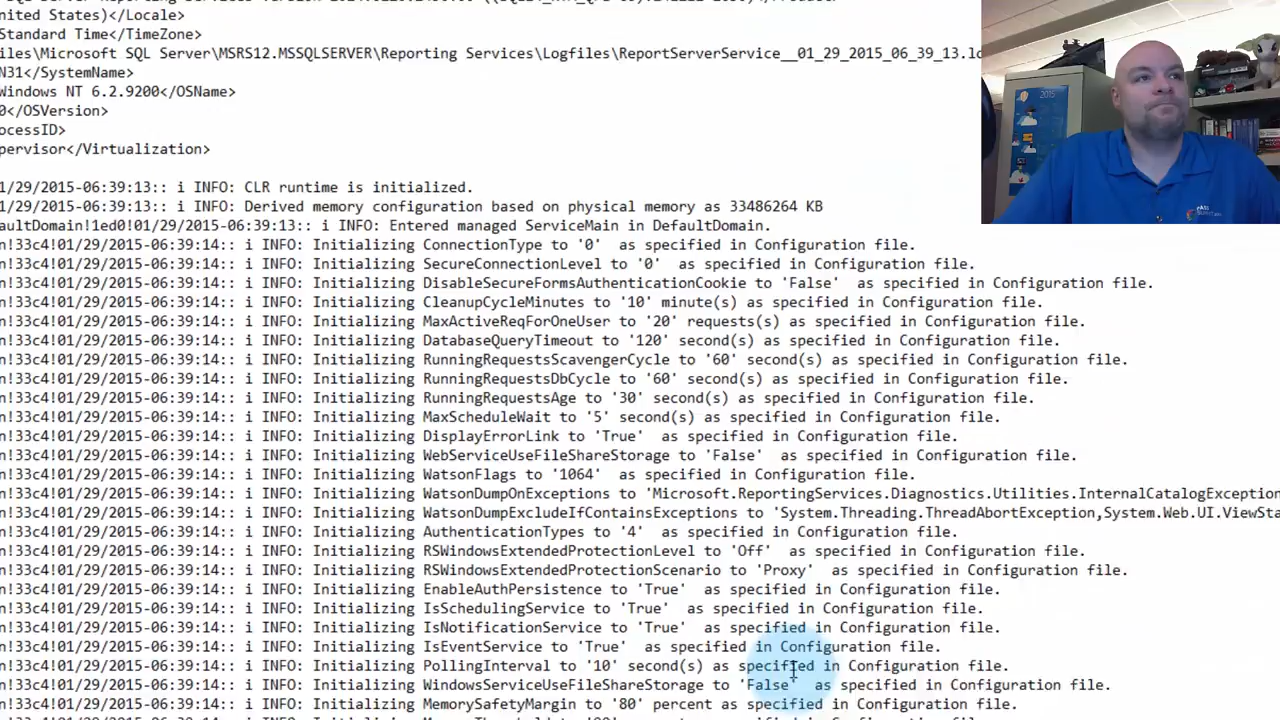 nited States)</Locale>
Standard Time</TimeZone>
iles\Microsoft SQL Server\MSRS12.MSSQLSERVER\Reporting Services\Logfiles\ReportServerService__01_29_2015_06_39_13.lo
N31</SystemName>
Windows NT 6.2.9200</OSName>
0</OSVersion>
ocessID>
pervisor</Virtualization>
1/29/2015-06:39:13:: i INFO: CLR runtime is initialized.
1/29/2015-06:39:13:: i INFO: Derived memory configuration based on physical memory as 33486264 KB
aultDomain!1ed0!01/29/2015-06:39:13:: i INFO: Entered managed ServiceMain in DefaultDomain.
n!33c4!01/29/2015-06:39:14:: i INFO: Initializing ConnectionType to '0'  as specified in Configuration file.
n!33c4!01/29/2015-06:39:14:: i INFO: Initializing SecureConnectionLevel to '0'  as specified in Configuration file.
n!33c4!01/29/2015-06:39:14:: i INFO: Initializing DisableSecureFormsAuthenticationCookie to 'False'  as specified in Configuration file.
n!33c4!01/29/2015-06:39:14:: i INFO: Initializing CleanupCycleMinutes to '10' minute(s) as specified in Configuration file.
n!33c4!01/29/2015-06:39:14:: i INFO: Initializing MaxActiveReqForOneUser to '20' requests(s) as specified in Configuration file.
n!33c4!01/29/2015-06:39:14:: i INFO: Initializing DatabaseQueryTimeout to '120' second(s) as specified in Configuration file.
n!33c4!01/29/2015-06:39:14:: i INFO: Initializing RunningRequestsScavengerCycle to '60' second(s) as specified in Configuration file.
n!33c4!01/29/2015-06:39:14:: i INFO: Initializing RunningRequestsDbCycle to '60' second(s) as specified in Configuration file.
n!33c4!01/29/2015-06:39:14:: i INFO: Initializing RunningRequestsAge to '30' second(s) as specified in Configuration file.
n!33c4!01/29/2015-06:39:14:: i INFO: Initializing MaxScheduleWait to '5' second(s) as specified in Configuration file.
n!33c4!01/29/2015-06:39:14:: i INFO: Initializing DisplayErrorLink to 'True'  as specified in Configuration file.
n!33c4!01/29/2015-06:39:14:: i INFO: Initializing WebServiceUseFileShareStorage to 'False'  as specified in Configuration file.
n!33c4!01/29/2015-06:39:14:: i INFO: Initializing WatsonFlags to '1064'  as specified in Configuration file.
n!33c4!01/29/2015-06:39:14:: i INFO: Initializing WatsonDumpOnExceptions to 'Microsoft.ReportingServices.Diagnostics.Utilities.InternalCatalogException
n!33c4!01/29/2015-06:39:14:: i INFO: Initializing WatsonDumpExcludeIfContainsExceptions to 'System.Threading.ThreadAbortException,System.Web.UI.ViewSta
n!33c4!01/29/2015-06:39:14:: i INFO: Initializing AuthenticationTypes to '4'  as specified in Configuration file.
n!33c4!01/29/2015-06:39:14:: i INFO: Initializing RSWindowsExtendedProtectionLevel to 'Off'  as specified in Configuration file.
n!33c4!01/29/2015-06:39:14:: i INFO: Initializing RSWindowsExtendedProtectionScenario to 'Proxy'  as specified in Configuration file.
n!33c4!01/29/2015-06:39:14:: i INFO: Initializing EnableAuthPersistence to 'True'  as specified in Configuration file.
n!33c4!01/29/2015-06:39:14:: i INFO: Initializing IsSchedulingService to 'True'  as specified in Configuration file.
n!33c4!01/29/2015-06:39:14:: i INFO: Initializing IsNotificationService to 'True'  as specified in Configuration file.
n!33c4!01/29/2015-06:39:14:: i INFO: Initializing IsEventService to 'True'  as specified in Configuration file.
n!33c4!01/29/2015-06:39:14:: i INFO: Initializing PollingInterval to '10' second(s) as specified in Configuration file.
n!33c4!01/29/2015-06:39:14:: i INFO: Initializing WindowsServiceUseFileShareStorage to 'False'  as specified in Configuration file.
n!33c4!01/29/2015-06:39:14:: i INFO: Initializing MemorySafetyMargin to '80' percent as specified in Configuration file.
2015